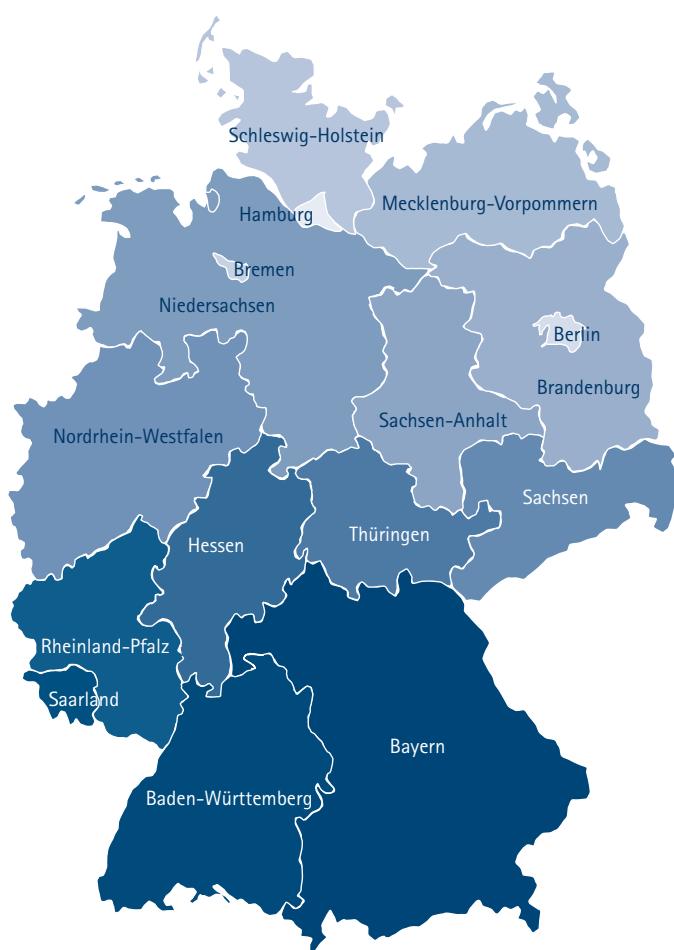 Schleswig-Holstein
Mecklenburg-Vorpommern
Hamburg
Bremen
Niedersachsen
Berlin
Brandenburg
Sachsen-Anhalt
Nordrhein-Westfalen
Sachsen
Thüringen
Hessen
Rheinland-Pfalz
Saarland
Bayern
Baden-Württemberg